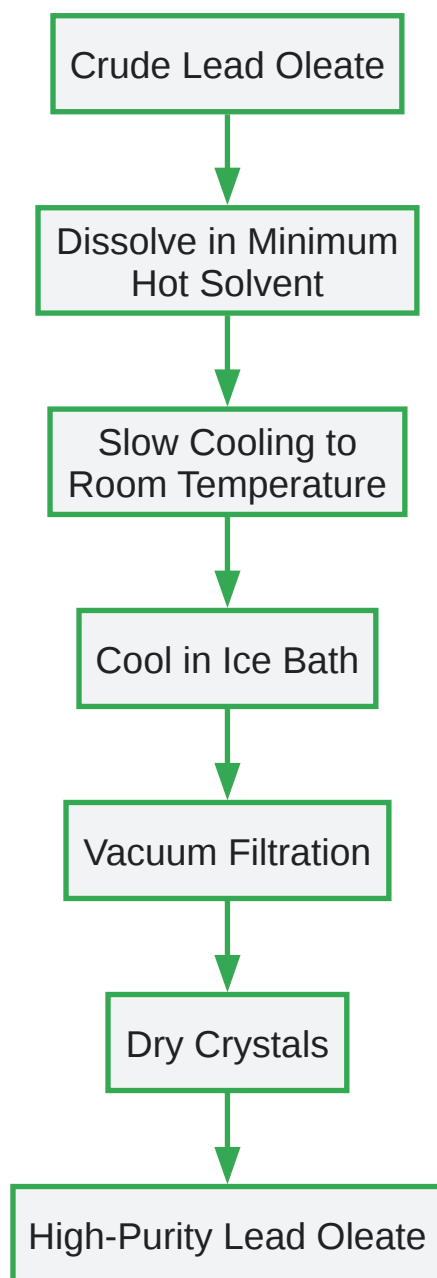 Crude Lead Oleate
Dissolve in Minimum
Hot Solvent
Slow Cooling to
Room Temperature
Cool in Ice Bath
Vacuum Filtration
Dry Crystals
High-Purity Lead Oleate